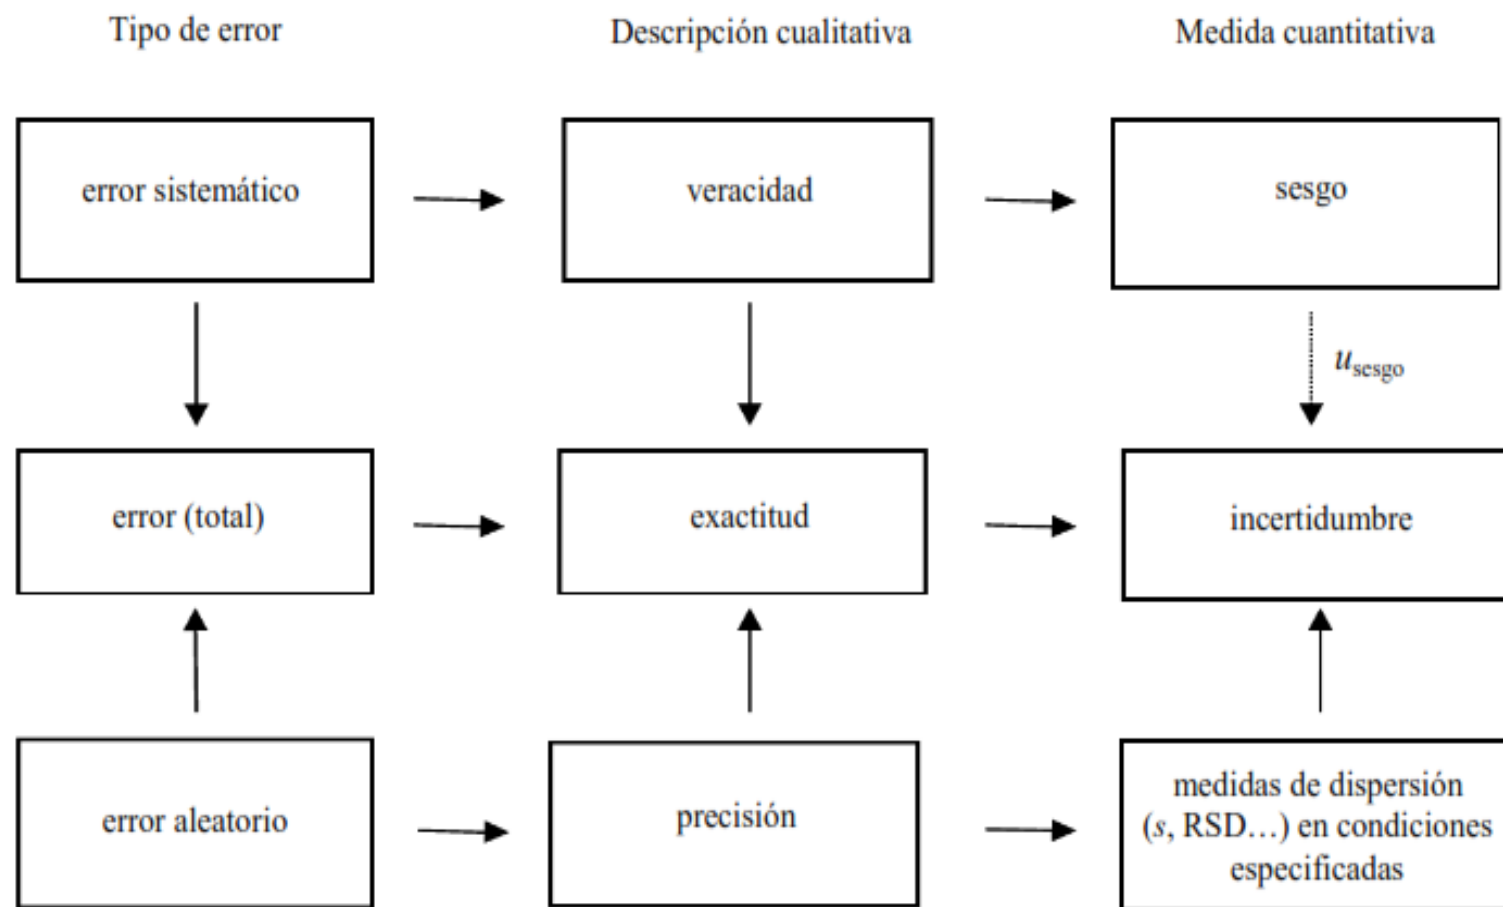 Tipo de error
Descripción cualitativa
Medida cuantitativa
error sistemático
veracidad
sesgo
u sesgo
error (total)
exactitud
incertidumbre
error aleatorio
precisión
medidas de dispersión
(s, RSD…) en condiciones
especificadas